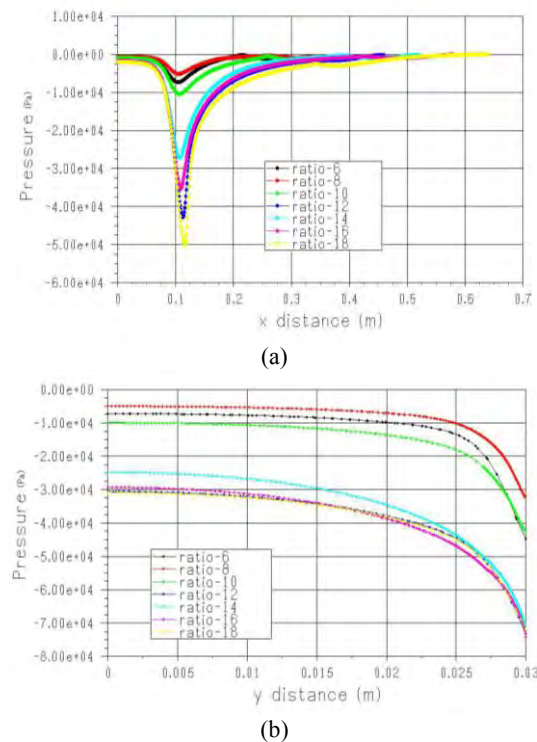 1.00e+04
0.00e+00
-1.00e+04
-2.00e+04
-3.00e+04
-4.00e+04
-5.00e+04
-6.00e+04
Pressure (Pa)
ratio-6
ratio-8
ratio-10
ratio-12
ratio-14
ratio-16
ratio-18
0 0.1 0.2 0.3 0.4 0.5 0.6 0.7
x distance (m)
(a)
0.00e+00
-1.00e+04
-2.00e+04
-3.00e+04
-4.00e+04
-5.00e+04
-6.00e+04
-7.00e+04
-8.00e+04
Pressure (Pa)
ratio-6
ratio-8
ratio-10
ratio-12
ratio-14
ratio-16
ratio-18
0 0.005 0.01 0.015 0.02 0.025 0.03
y distance (m)
(b)